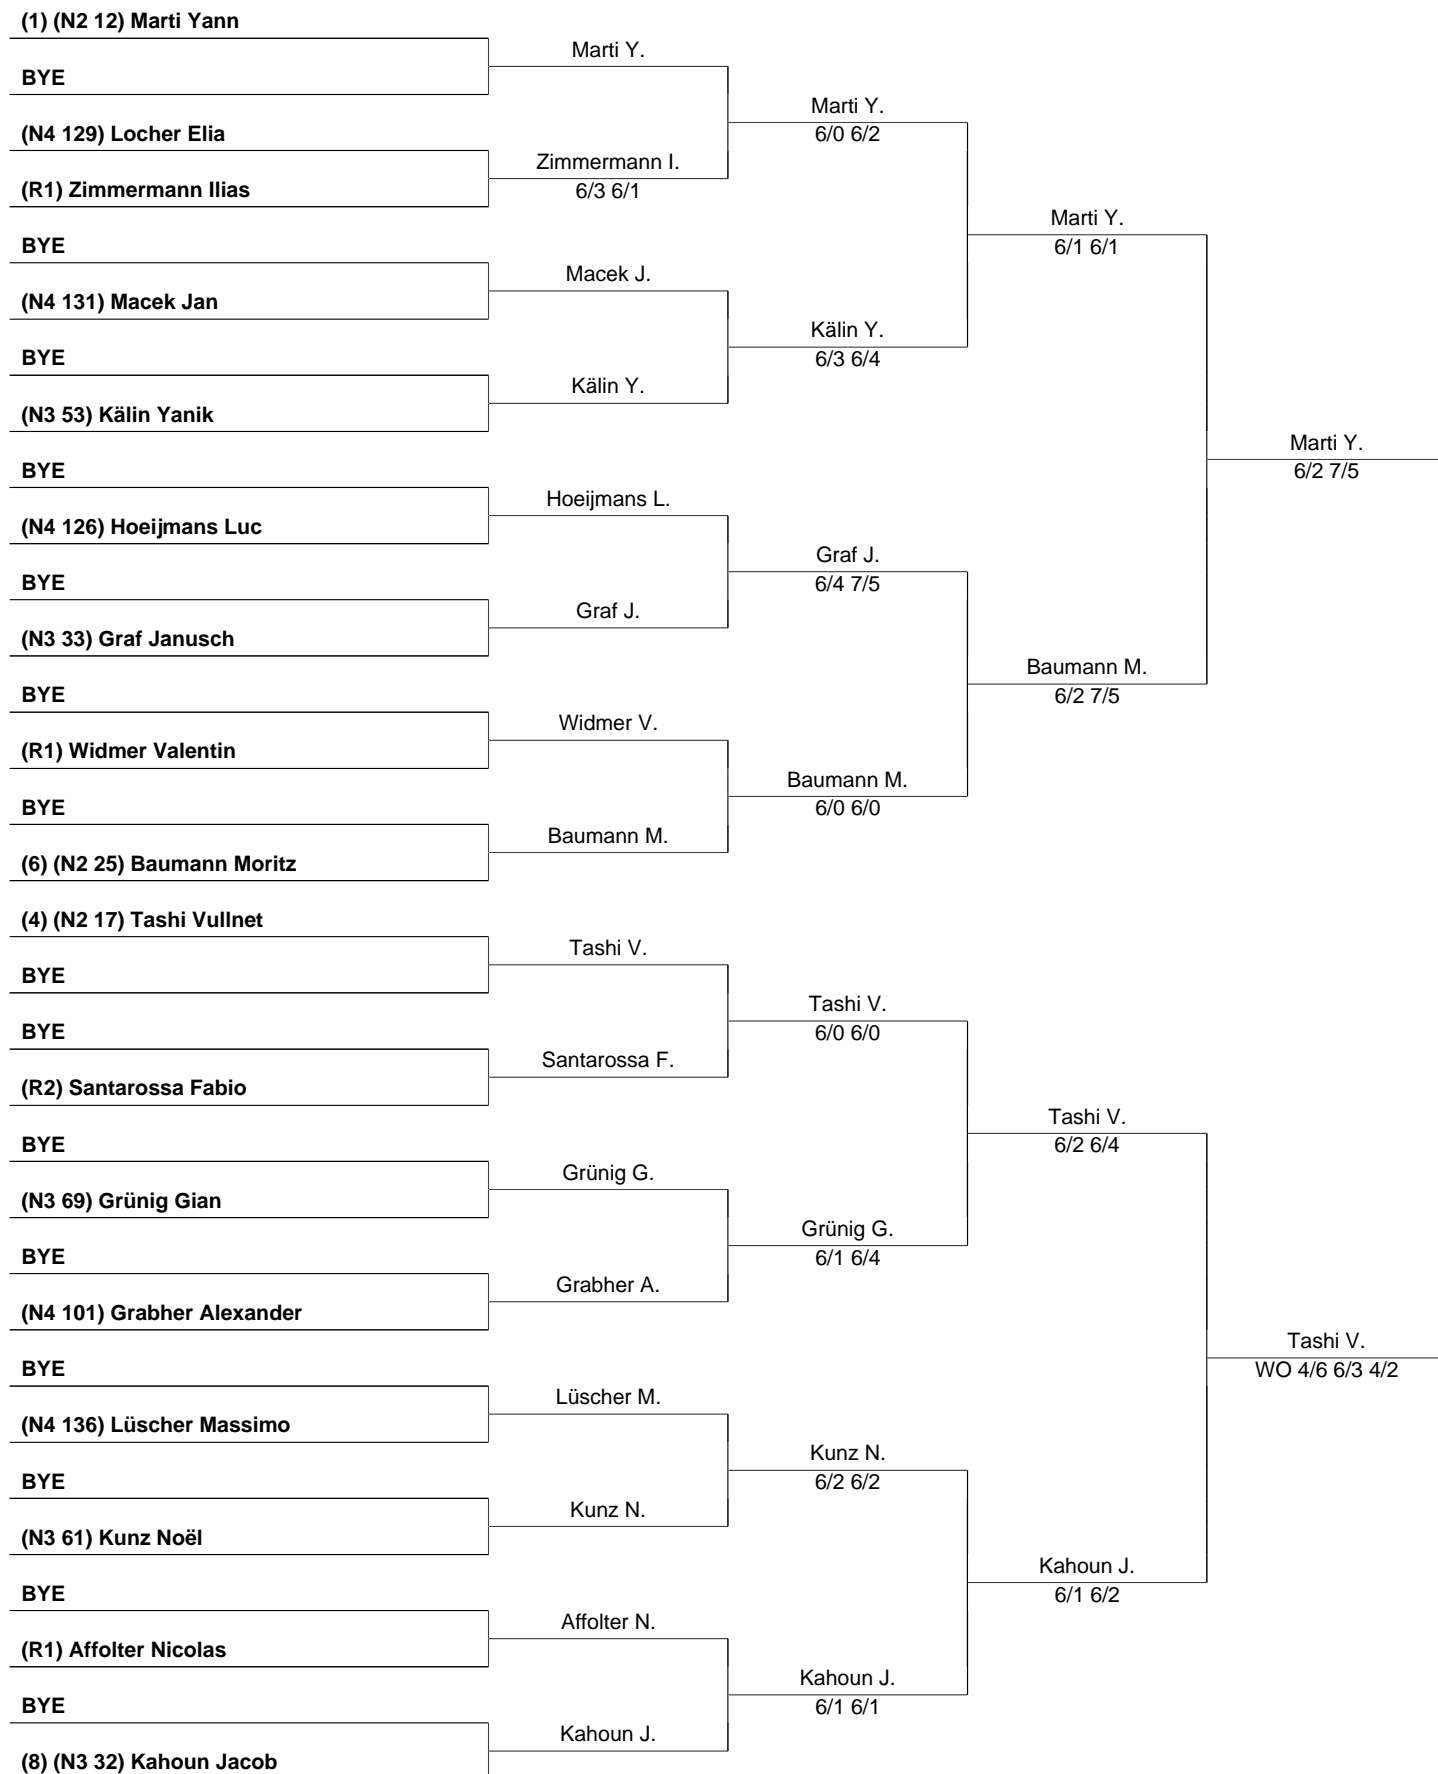 (1) (N2 12) Marti Yann
Marti Y.
BYE
Marti Y.
6/0 6/2
(N4 129) Locher Elia
Zimmermann I.
6/3 6/1
(R1) Zimmermann Ilias
Marti Y.
6/1 6/1
BYE
Macek J.
(N4 131) Macek Jan
Kälin Y.
6/3 6/4
BYE
Kälin Y.
(N3 53) Kälin Yanik
Marti Y.
6/2 7/5
BYE
Hoeijmans L.
(N4 126) Hoeijmans Luc
Graf J.
6/4 7/5
BYE
Graf J.
(N3 33) Graf Janusch
Baumann M.
6/2 7/5
BYE
Widmer V.
(R1) Widmer Valentin
Baumann M.
6/0 6/0
BYE
Baumann M.
(6) (N2 25) Baumann Moritz
(4) (N2 17) Tashi Vullnet
Tashi V.
BYE
Tashi V.
6/0 6/0
BYE
Santarossa F.
(R2) Santarossa Fabio
Tashi V.
6/2 6/4
BYE
Grünig G.
(N3 69) Grünig Gian
Grünig G.
6/1 6/4
BYE
Grabher A.
(N4 101) Grabher Alexander
Tashi V.
WO 4/6 6/3 4/2
BYE
Lüscher M.
(N4 136) Lüscher Massimo
Kunz N.
6/2 6/2
BYE
Kunz N.
(N3 61) Kunz Noël
Kahoun J.
6/1 6/2
BYE
Affolter N.
(R1) Affolter Nicolas
Kahoun J.
6/1 6/1
BYE
Kahoun J.
(8) (N3 32) Kahoun Jacob